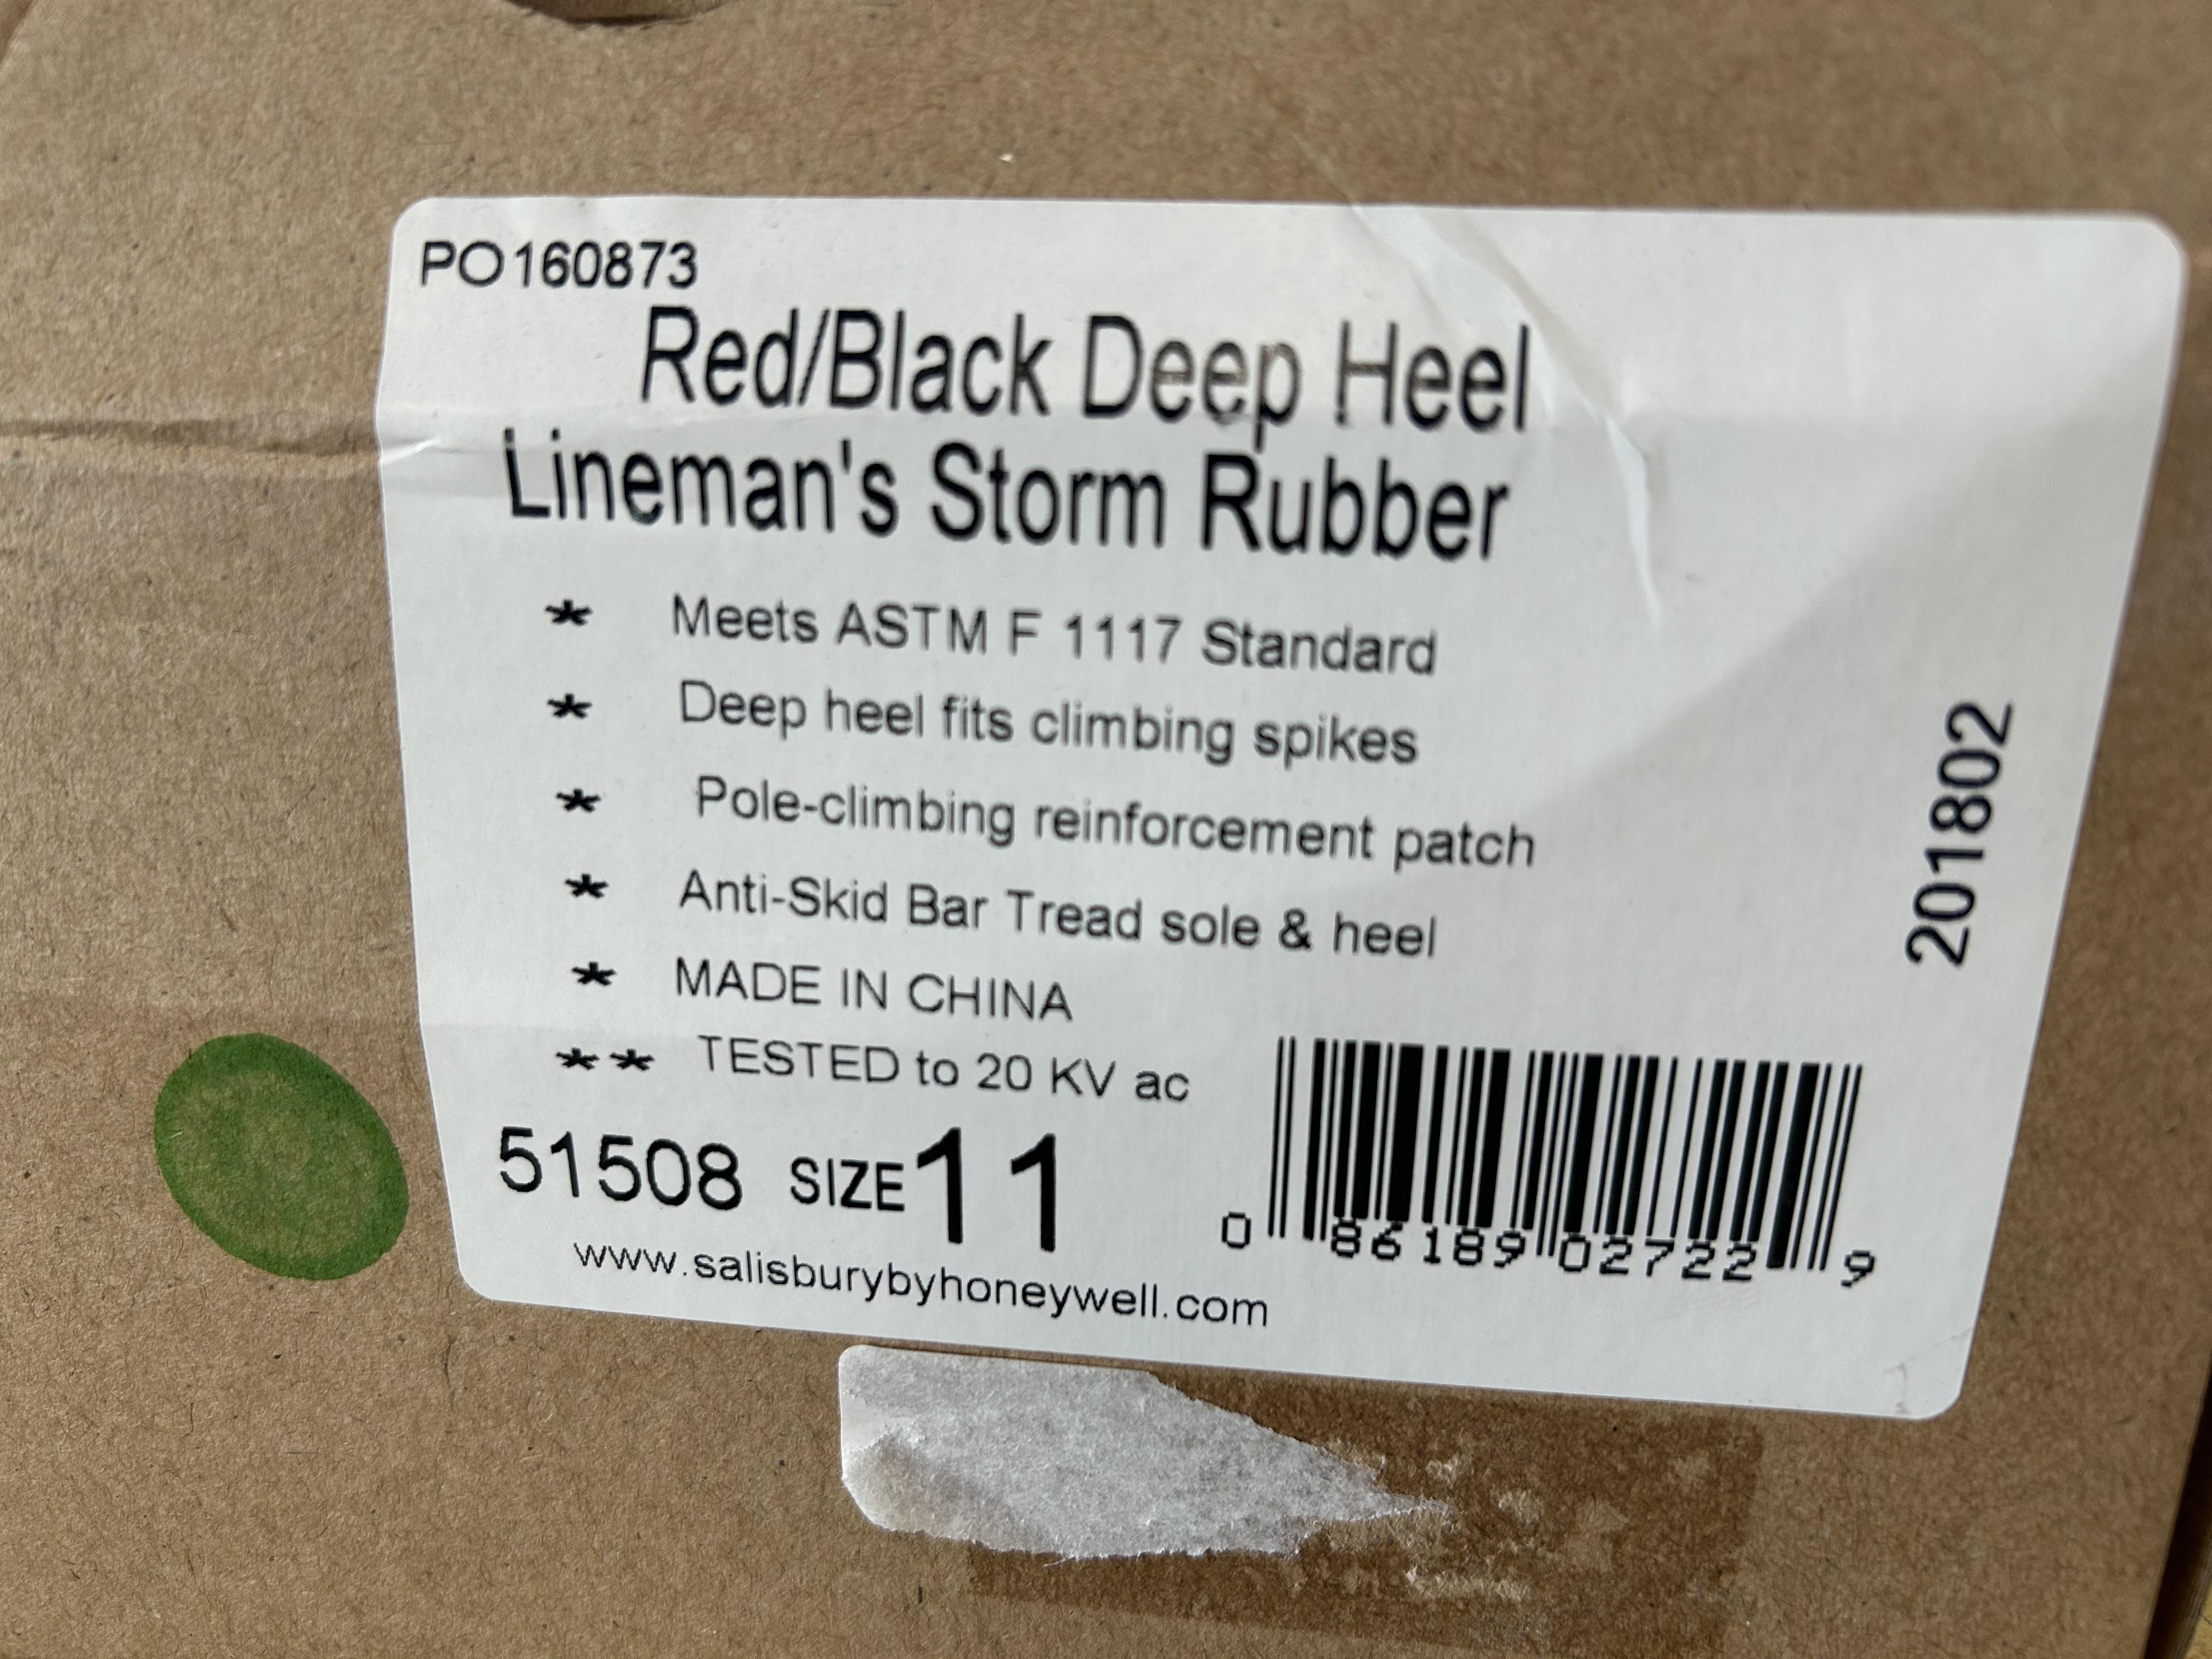 PO160873
Red/Black Deep Heel
Lineman's Storm Rubber
* Meets ASTM F 1117 Standard
* Deep heel fits climbing spikes
* Pole-climbing reinforcement patch
* Anti-Skid Bar Tread sole & heel
* MADE IN CHINA
** TESTED to 20 KV ac
51508 SIZE 11
www.salisburybyhoneywell.com
0 86189 02722 9
201802